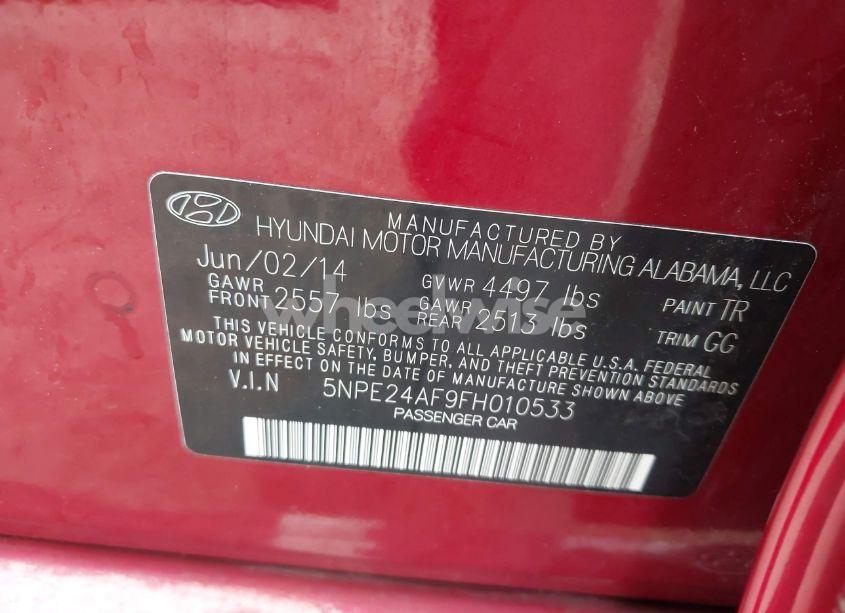 MANUFACTURED BY
HYUNDAI MOTOR MANUFACTURING ALABAMA, LLC
Jun/02/14 GVWR 4497 lbs PAINT TR
GAWR FRONT 2557 lbs GAWR REAR 2513 lbs TRIM GG
THIS VEHICLE CONFORMS TO ALL APPLICABLE U.S.A. FEDERAL
MOTOR VEHICLE SAFETY, BUMPER, AND THEFT PREVENTION STANDARDS
IN EFFECT ON THE DATE OF MANUFACTURE SHOWN ABOVE
V.I.N 5NPE24AF9FH010533
PASSENGER CAR
wheelwise